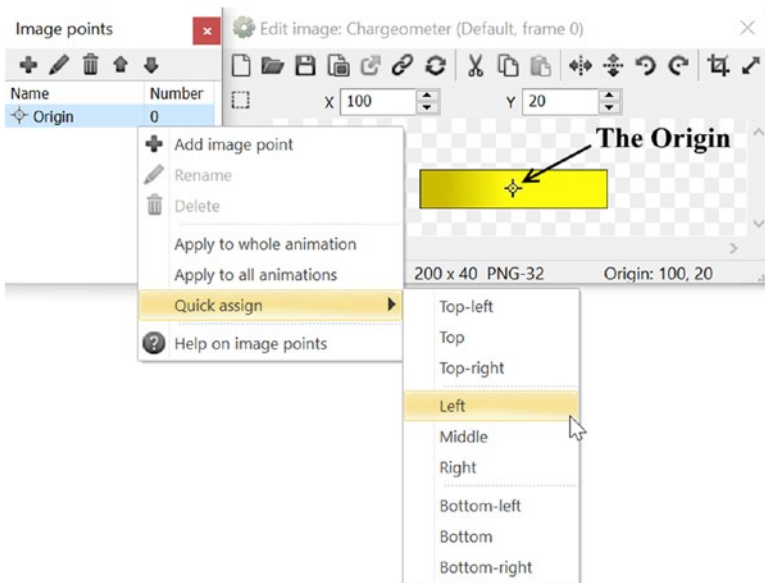 Image points
Edit image: Chargeometer (Default, frame 0)
Name Number
Origin 0
X 100 Y 20
The Origin
Add image point
Rename
Delete
Apply to whole animation
Apply to all animations
Quick assign
Help on image points
200 x 40 PNG-32 Origin: 100, 20
Top-left
Top
Top-right
Left
Middle
Right
Bottom-left
Bottom
Bottom-right